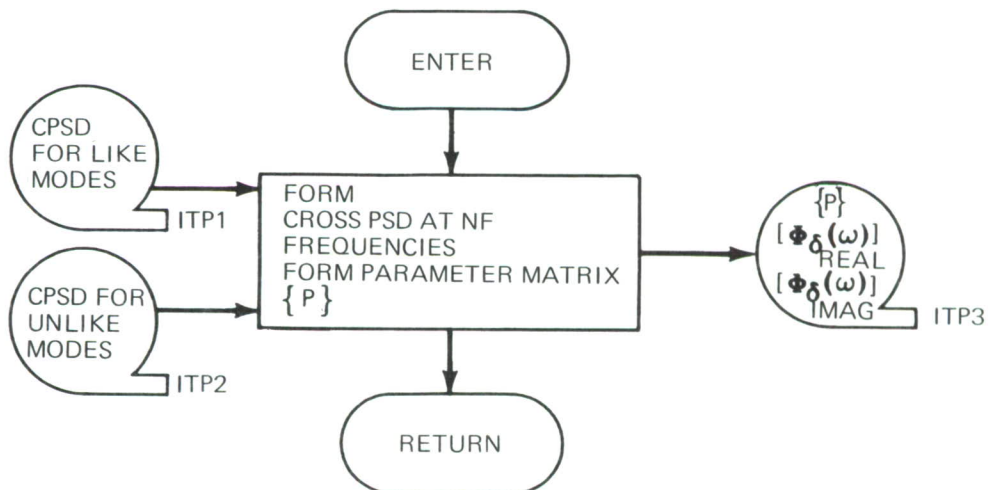 ENTER
CPSD
FOR LIKE
MODES
ITP1
CPSD FOR
UNLIKE
MODES
ITP2
FORM
CROSS PSD AT NF
FREQUENCIES
FORM PARAMETER MATRIX
{P}
{P}
[Φδ(ω)]
REAL
[Φδ(ω)]
IMAG
ITP3
RETURN